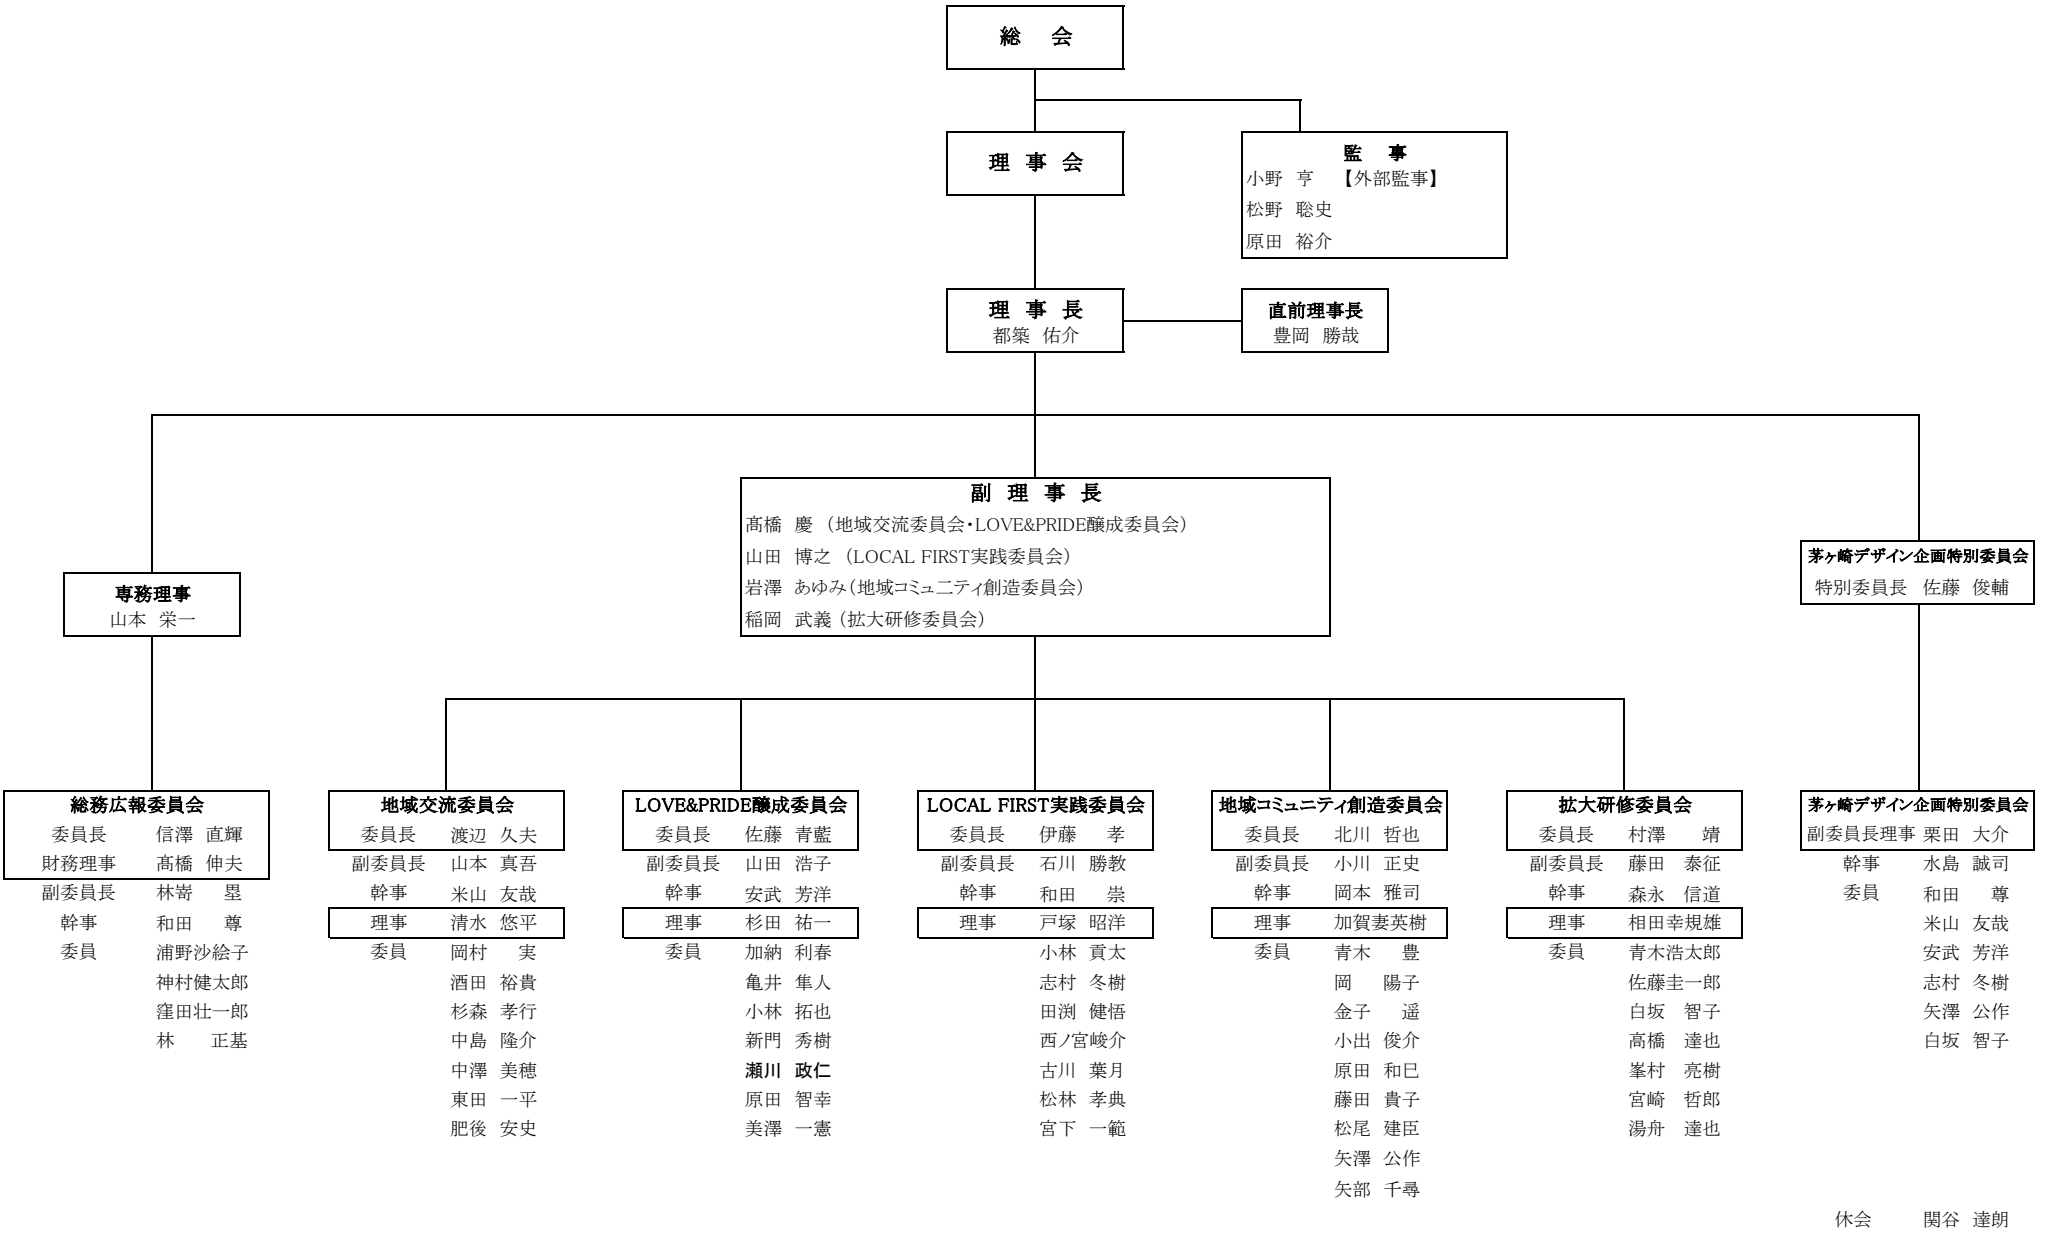 総　会
理　事　会
監　事
小野　亨　【外部監事】
松野　聡史
原田　裕介
理　事　長
都築　佑介
直前理事長
豊岡　勝哉
副　理　事　長
髙橋　慶　（地域交流委員会・LOVE&PRIDE醸成委員会）
山田　博之　（LOCAL FIRST実践委員会）
岩澤　あゆみ（地域コミュニティ創造委員会）
稲岡　武義（拡大研修委員会）
専務理事
山本　栄一
茅ヶ崎デザイン企画特別委員会
特別委員長　佐藤　俊輔
総務広報委員会
委員長　信澤　直輝
財務理事　髙橋　伸夫
副委員長　林嵜　塁
幹事　和田　尊
委員　浦野沙絵子
神村健太郎
窪田壮一郎
林　正基
地域交流委員会
委員長　渡辺　久夫
副委員長　山本　真吾
幹事　米山　友哉
理事　清水　悠平
委員　岡村　実
酒田　裕貴
杉森　孝行
中島　隆介
中澤　美穂
東田　一平
肥後　安史
LOVE&PRIDE醸成委員会
委員長　佐藤　青藍
副委員長　山田　浩子
幹事　安武　芳洋
理事　杉田　祐一
委員　加納　利春
亀井　隼人
小林　拓也
新門　秀樹
瀬川　政仁
原田　智幸
美澤　一憲
LOCAL FIRST実践委員会
委員長　伊藤　孝
副委員長　石川　勝教
幹事　和田　崇
理事　戸塚　昭洋
小林　貢太
志村　冬樹
田渕　健悟
西ノ宮峻介
古川　葉月
松林　孝典
宮下　一範
地域コミュニティ創造委員会
委員長　北川　哲也
副委員長　小川　正史
幹事　岡本　雅司
理事　加賀妻英樹
委員　青木　豊
岡　陽子
金子　遥
小出　俊介
原田　和巳
藤田　貴子
松尾　建臣
矢澤　公作
矢部　千尋
拡大研修委員会
委員長　村澤　靖
副委員長　藤田　泰征
幹事　森永　信道
理事　相田幸規雄
委員　青木浩太郎
佐藤圭一郎
白坂　智子
高橋　達也
峯村　亮樹
宮崎　哲郎
湯舟　達也
茅ヶ崎デザイン企画特別委員会
副委員長理事　栗田　大介
幹事　水島　誠司
委員　和田　尊
米山　友哉
安武　芳洋
志村　冬樹
矢澤　公作
白坂　智子
休会　関谷　達朗